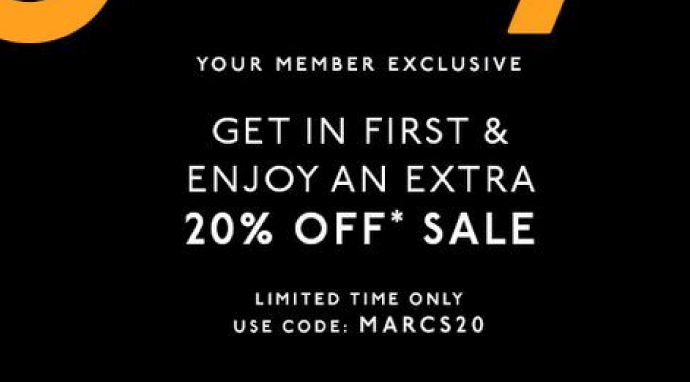 YOUR MEMBER EXCLUSIVE
GET IN FIRST &
ENJOY AN EXTRA
20% OFF* SALE
LIMITED TIME ONLY
USE CODE: MARCS20